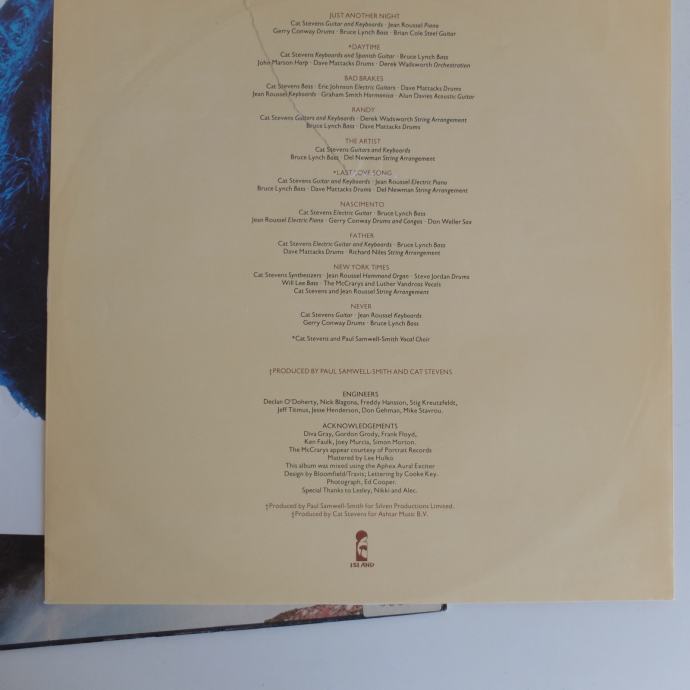 JUST ANOTHER NIGHT
Cat Stevens Guitar and Keyboards · Jean Roussel Piano
Gerry Conway Drums · Bruce Lynch Bass · Brian Cole Steel Guitar
*DAYTIME
Cat Stevens Keyboards and Spanish Guitar · Bruce Lynch Bass
John Marson Harp · Dave Mattacks Drums · Derek Wadsworth Orchestration
BAD BRAKES
Cat Stevens Bass · Eric Johnson Electric Guitars · Dave Mattacks Drums
Jean Roussel Keyboards · Graham Smith Harmonica · Alun Davies Acoustic Guitar
RANDY
Cat Stevens Guitars and Keyboards · Derek Wadsworth String Arrangement
Bruce Lynch Bass · Dave Mattacks Drums
THE ARTIST
Cat Stevens Guitars and Keyboards
Bruce Lynch Bass · Del Newman String Arrangement
*LAST LOVE SONG
Cat Stevens Guitar and Keyboards · Jean Roussel Electric Piano
Bruce Lynch Bass · Dave Mattacks Drums · Del Newman String Arrangement
NASCIMENTO
Cat Stevens Electric Guitar · Bruce Lynch Bass
Jean Roussel Electric Piano · Gerry Conway Drums and Congas · Don Weller Sax
FATHER
Cat Stevens Electric Guitar and Keyboards · Bruce Lynch Bass
Dave Mattacks Drums · Richard Niles String Arrangement
NEW YORK TIMES
Cat Stevens Synthesizers · Jean Roussel Hammond Organ · Steve Jordan Drums
Will Lee Bass · The McCrarys and Luther Vandross Vocals
Cat Stevens and Jean Roussel String Arrangement
NEVER
Cat Stevens Guitar · Jean Roussel Keyboards
Gerry Conway Drums · Bruce Lynch Bass
*Cat Stevens and Paul Samwell-Smith Vocal Choir
†PRODUCED BY PAUL SAMWELL-SMITH AND CAT STEVENS
ENGINEERS
Declan O'Doherty, Nick Blagona, Freddy Hansson, Stig Kreutzfeldt,
Jeff Titmus, Jesse Henderson, Don Gehman, Mike Stavrou.
ACKNOWLEDGEMENTS
Diva Gray, Gordon Grody, Frank Floyd,
Ken Faulk, Joey Murcia, Simon Morton.
The McCrarys appear courtesy of Portrait Records
Mastered by Lee Hulko
This album was mixed using the Aphex Aural Exciter
Design by Bloomfield/Travis; Lettering by Cooke Key.
Photograph, Ed Cooper.
Special Thanks to Lesley, Nikki and Alec.
†Produced by Paul Samwell-Smith for Silven Productions Limited.
‡Produced by Cat Stevens for Ashtar Music B.V.
ISLAND